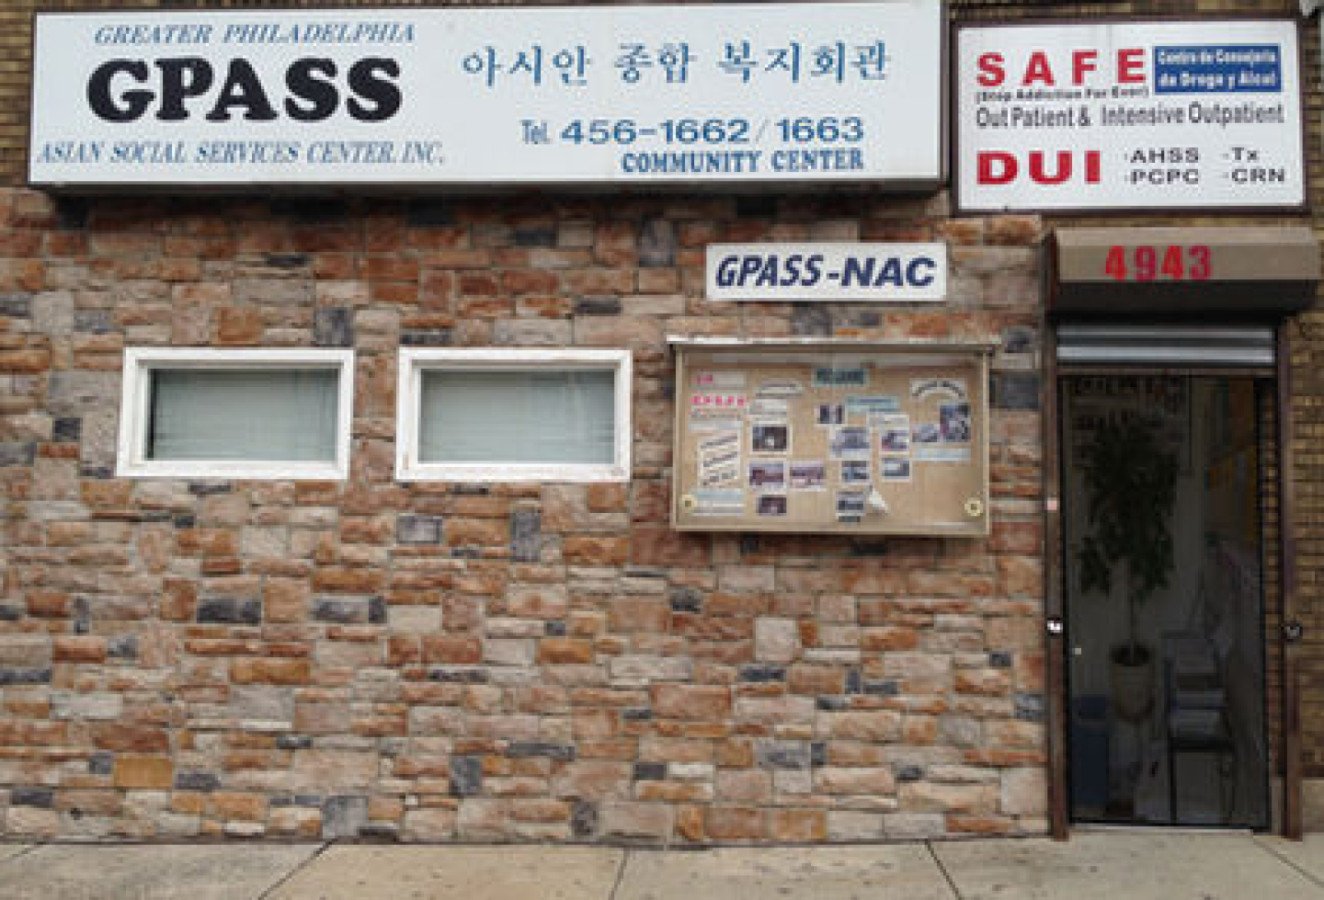 GREATER PHILADELPHIA
GPASS
ASIAN SOCIAL SERVICES CENTER, INC.
아시안 종합 복지회관
Tel. 456-1662/1663
COMMUNITY CENTER
SAFE
(Stop Addiction For Ever)
Centro de Consejeria
de Droga y Alcol
Out Patient & Intensive Outpatient
DUI
·AHSS ·Tx
·PCPC ·CRN
GPASS-NAC
4943
DUI